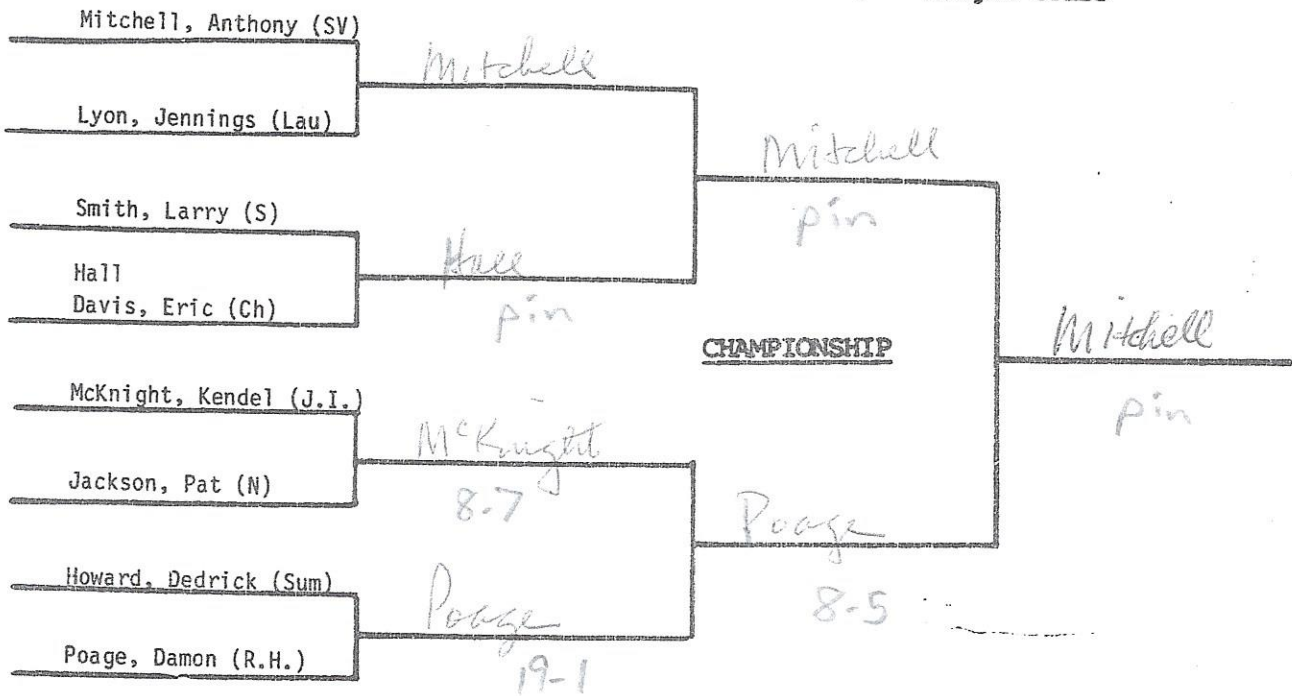 Mitchell, Anthony (SV)
Mitchell
Lyon, Jennings (Lau)
Mitchell
pin
Smith, Larry (S)
Hall
Hall
Davis, Eric (Ch)
pin
CHAMPIONSHIP
Mitchell
pin
McKnight, Kendel (J.I.)
McKnight
Jackson, Pat (N)
8-7
Poage
Howard, Dedrick (Sum)
8-5
Poage
Poage, Damon (R.H.)
19-1